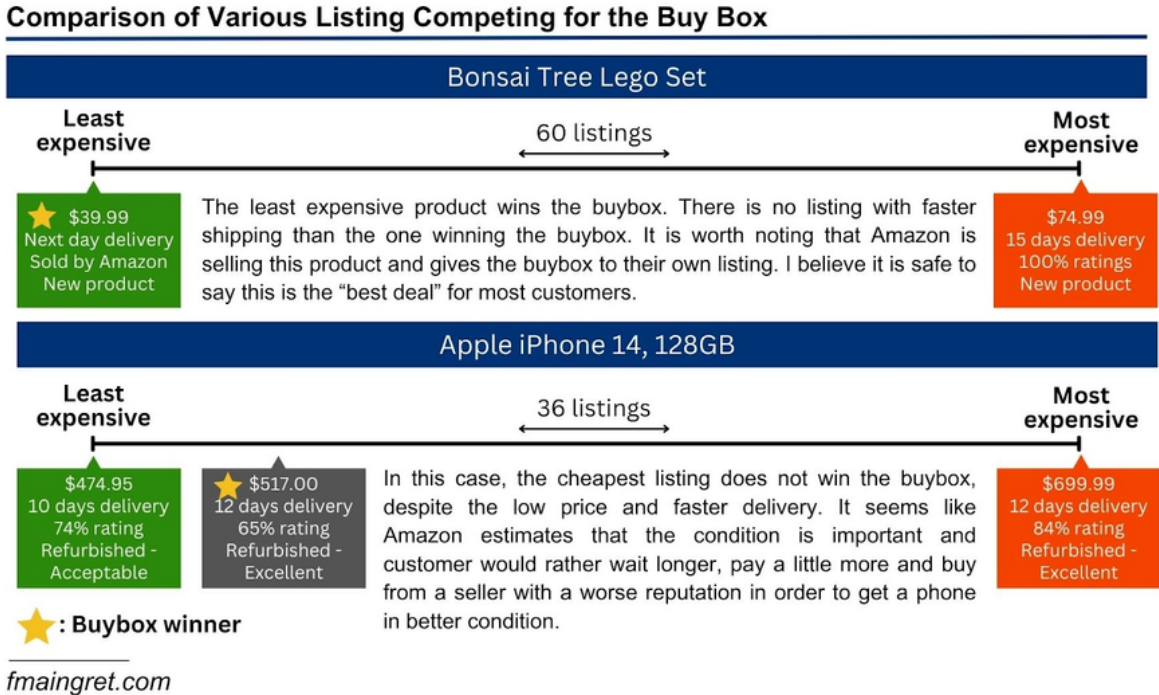 Comparison of Various Listing Competing for the Buy Box
Bonsai Tree Lego Set
Least
expensive
60 listings
Most
expensive
$39.99
Next day delivery
Sold by Amazon
New product
The least expensive product wins the buybox. There is no listing with faster
shipping than the one winning the buybox. It is worth noting that Amazon is
selling this product and gives the buybox to their own listing. I believe it is safe to
say this is the “best deal” for most customers.
$74.99
15 days delivery
100% ratings
New product
Apple iPhone 14, 128GB
Least
expensive
36 listings
Most
expensive
$474.95
10 days delivery
74% rating
Refurbished -
Acceptable
$517.00
12 days delivery
65% rating
Refurbished -
Excellent
In this case, the cheapest listing does not win the buybox,
despite the low price and faster delivery. It seems like
Amazon estimates that the condition is important and
customer would rather wait longer, pay a little more and buy
from a seller with a worse reputation in order to get a phone
in better condition.
$699.99
12 days delivery
84% rating
Refurbished -
Excellent
: Buybox winner
fmaingret.com